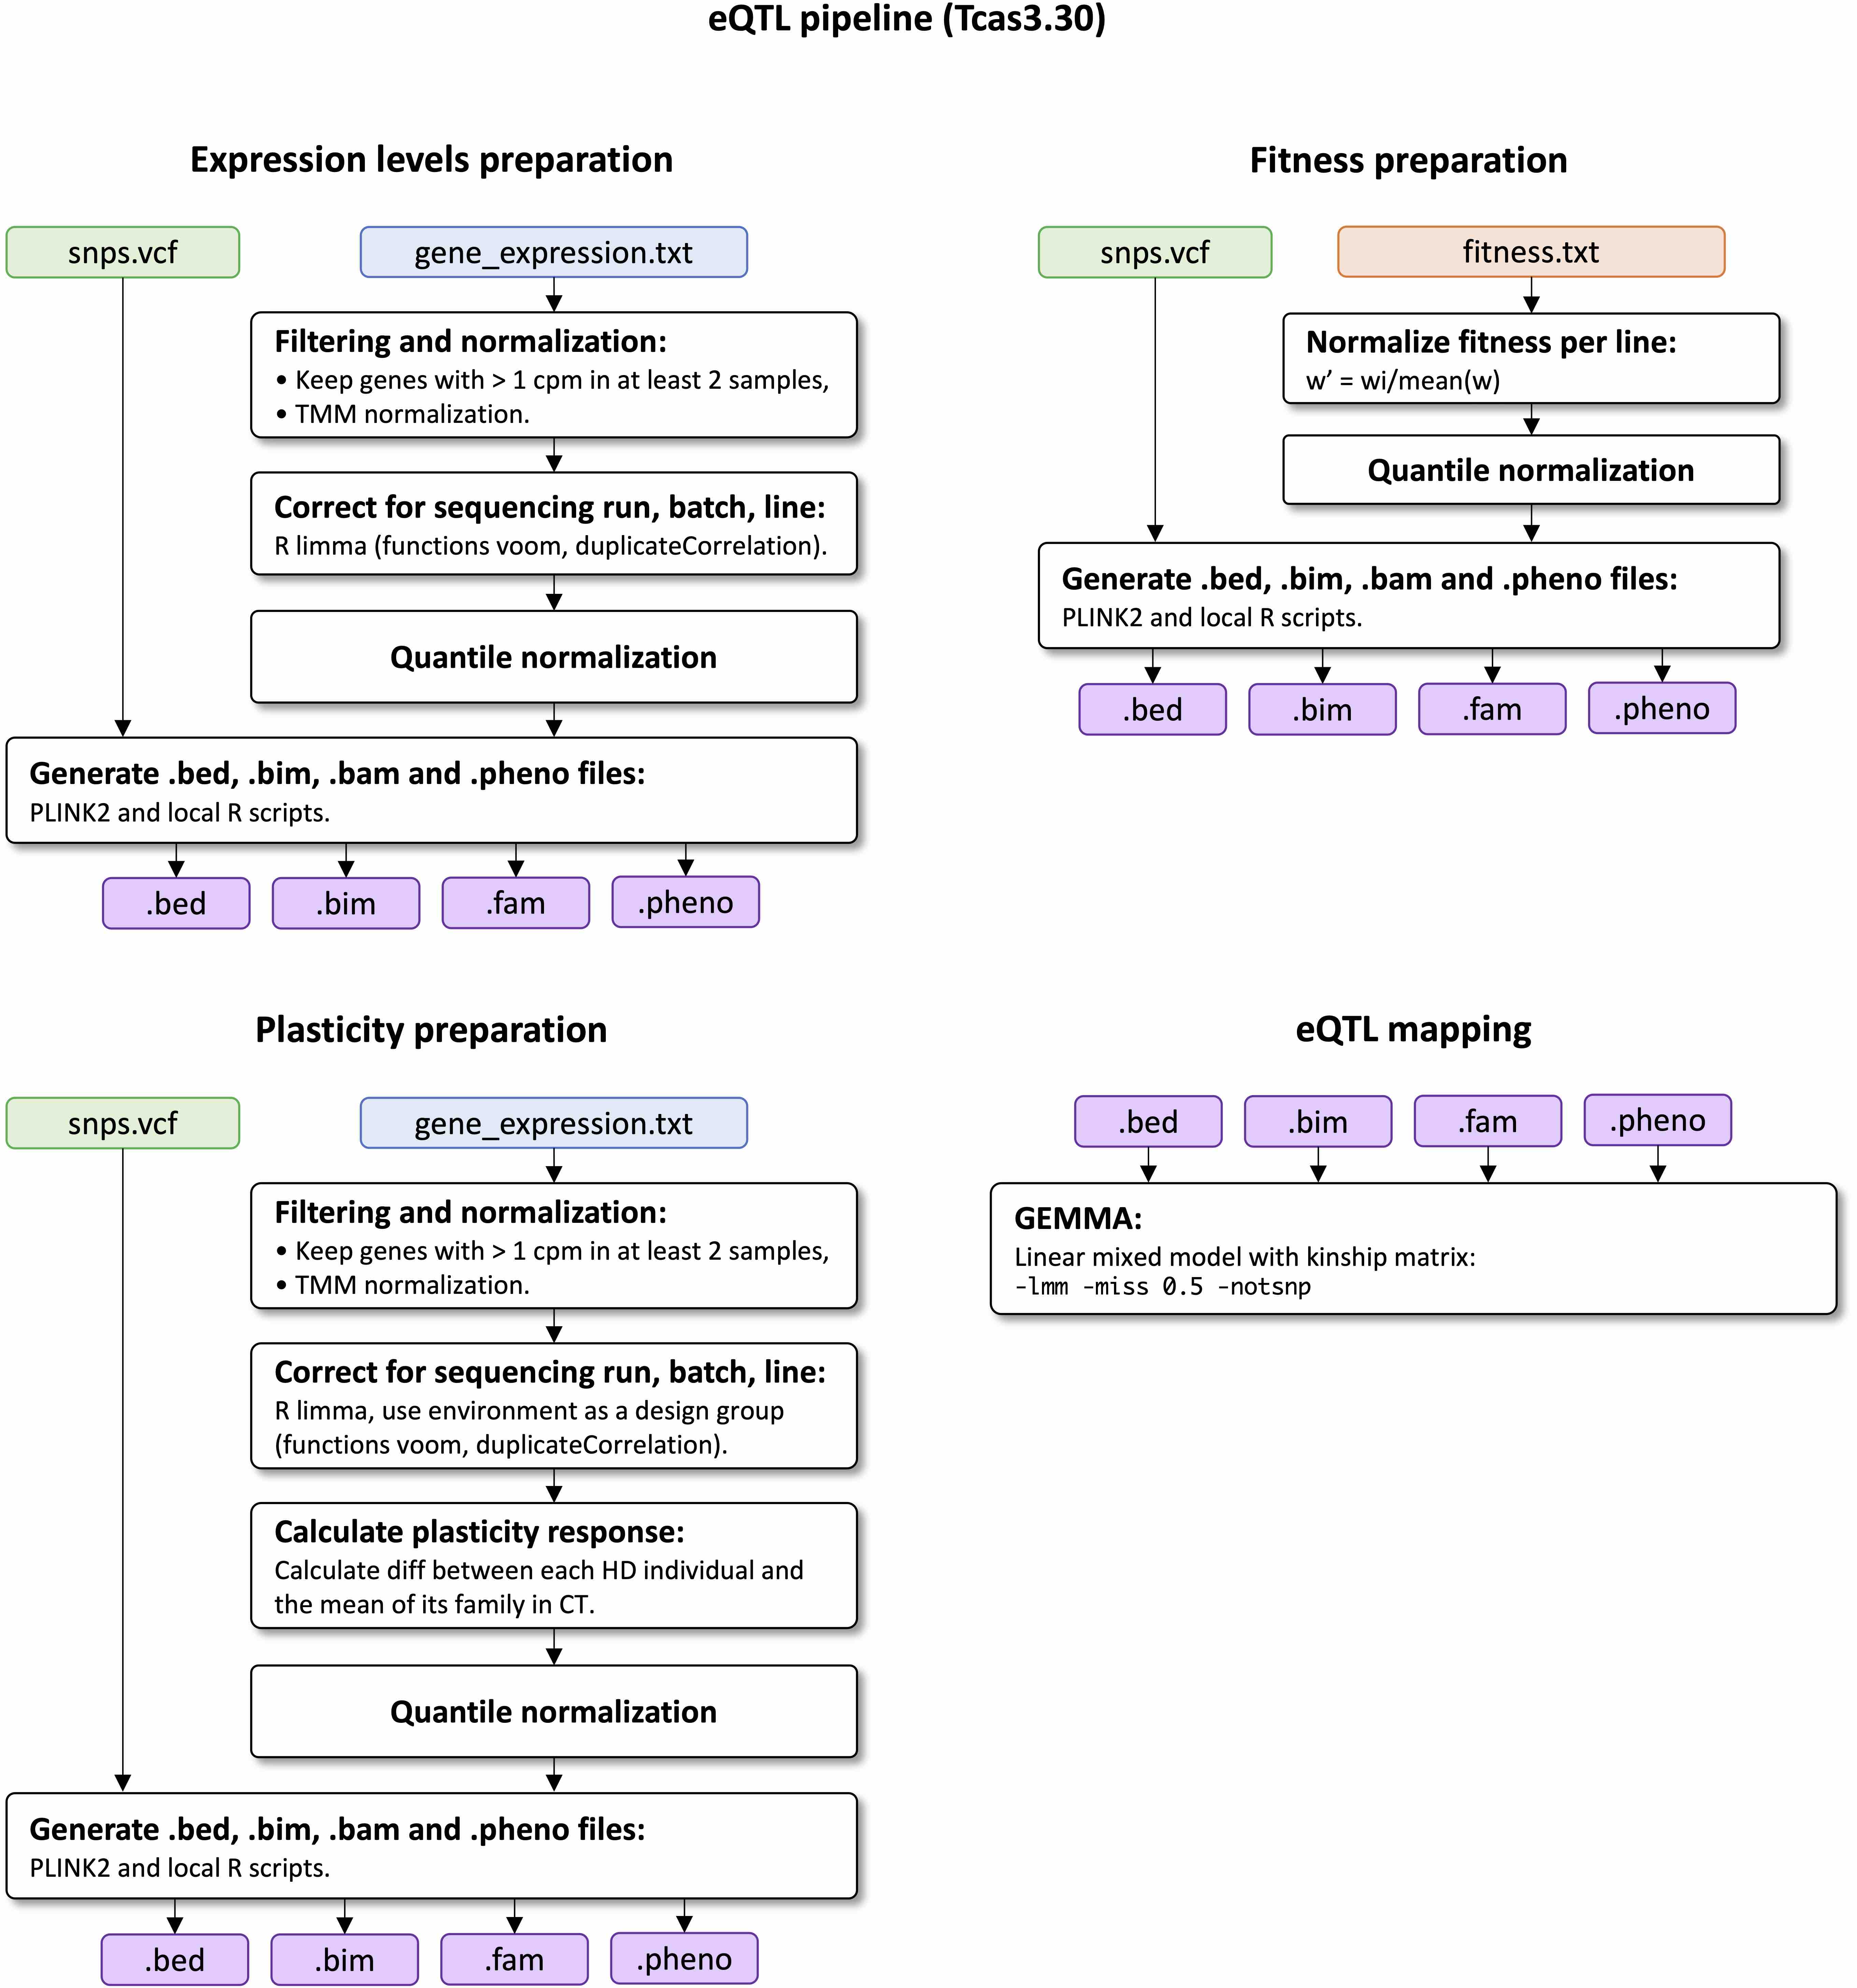 eQTL pipeline (Tcas3.30)
Expression levels preparation
snps.vcf
gene_expression.txt
Filtering and normalization:
• Keep genes with > 1 cpm in at least 2 samples,
• TMM normalization.
Correct for sequencing run, batch, line:
R limma (functions voom, duplicateCorrelation).
Quantile normalization
Generate .bed, .bim, .bam and .pheno files:
PLINK2 and local R scripts.
.bed
.bim
.fam
.pheno
Fitness preparation
snps.vcf
fitness.txt
Normalize fitness per line:
w’ = wi/mean(w)
Quantile normalization
Generate .bed, .bim, .bam and .pheno files:
PLINK2 and local R scripts.
.bed
.bim
.fam
.pheno
Plasticity preparation
snps.vcf
gene_expression.txt
Filtering and normalization:
• Keep genes with > 1 cpm in at least 2 samples,
• TMM normalization.
Correct for sequencing run, batch, line:
R limma, use environment as a design group
(functions voom, duplicateCorrelation).
Calculate plasticity response:
Calculate diff between each HD individual and
the mean of its family in CT.
Quantile normalization
Generate .bed, .bim, .bam and .pheno files:
PLINK2 and local R scripts.
.bed
.bim
.fam
.pheno
eQTL mapping
.bed
.bim
.fam
.pheno
GEMMA:
Linear mixed model with kinship matrix:
-lmm -miss 0.5 -notsnp